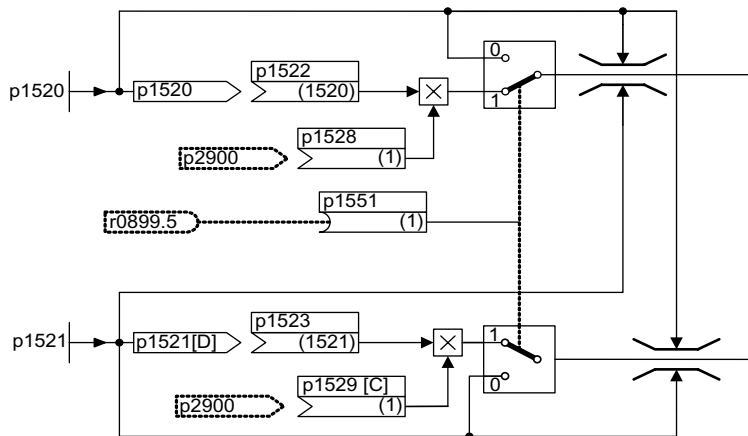 0
p1522
p1520
p1520
(1520)
×
1
p1528
p2900
(1)
p1551
r0899.5
(1)
p1523
1
p1521
p1521[D]
(1521)
×
p1529 [C]
0
p2900
(1)